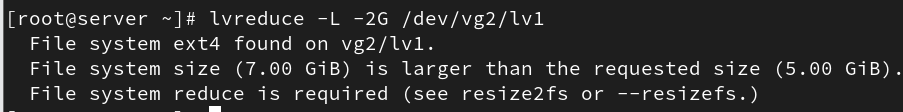 [root@server ~]# lvreduce -L -2G /dev/vg2/lv1
File system ext4 found on vg2/lv1.
File system size (7.00 GiB) is larger than the requested size (5.00 GiB).
File system reduce is required (see resize2fs or --resizefs.)